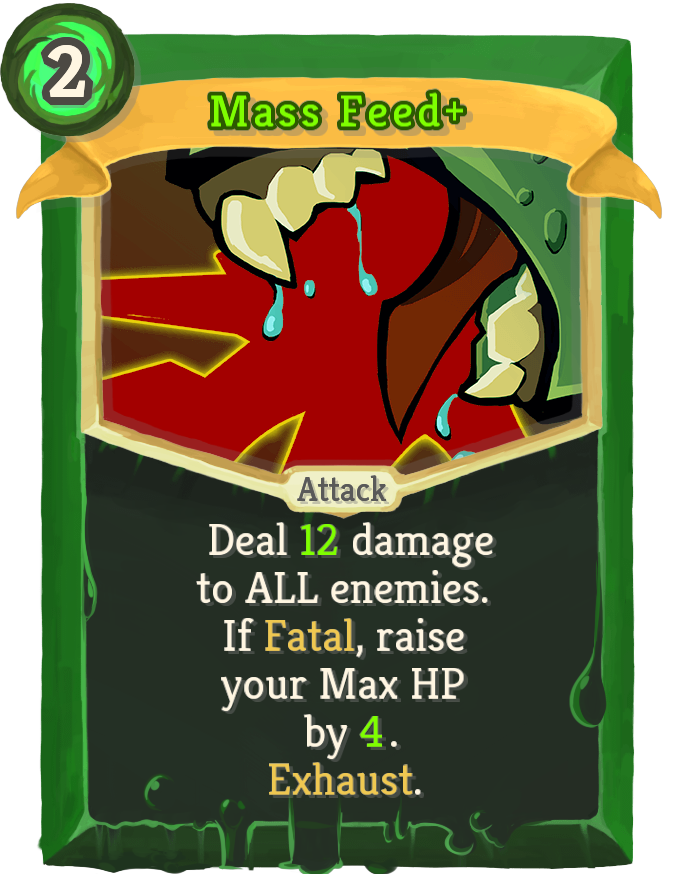 2
Mass Feed+
Attack
Deal 12 damage
to ALL enemies.
If Fatal, raise
your Max HP
by 4.
Exhaust.